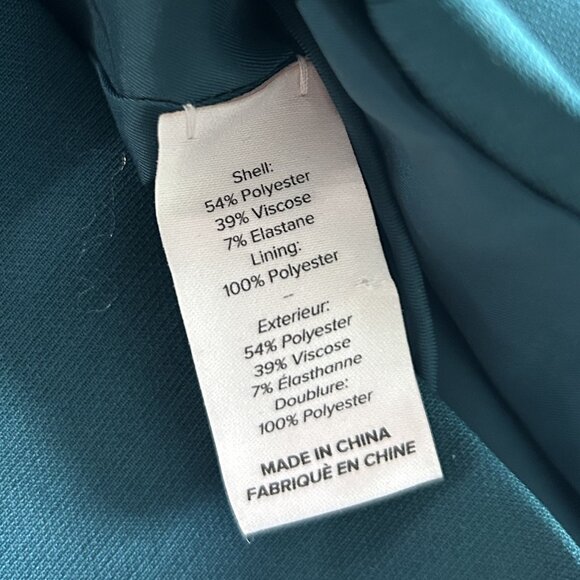 Shell:
54% Polyester
39% Viscose
7% Elastane
Lining:
100% Polyester
--
Exterieur:
54% Polyester
39% Viscose
7% Élasthanne
Doublure:
100% Polyester
MADE IN CHINA
FABRIQUÈ EN CHINE